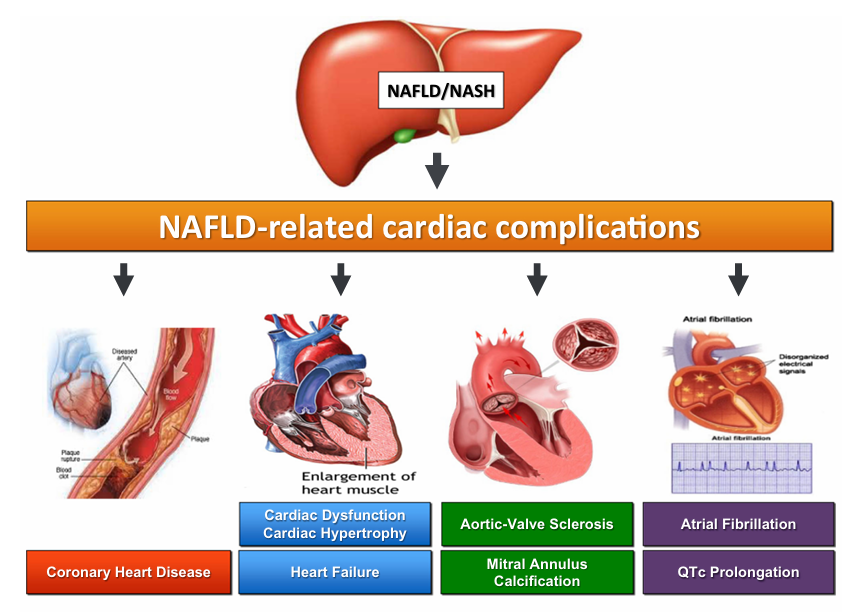 NAFLD/NASH
NAFLD-related cardiac complications
Diseased
artery
Blood
flow
Plaque
Plaque
rupture
Blood
clot
Enlargement of
heart muscle
Atrial fibrillation
Disorganized
electrical
signals
Atrial fibrillation
Coronary Heart Disease
Cardiac Dysfunction
Cardiac Hypertrophy
Heart Failure
Aortic-Valve Sclerosis
Mitral Annulus
Calcification
Atrial Fibrillation
QTc Prolongation